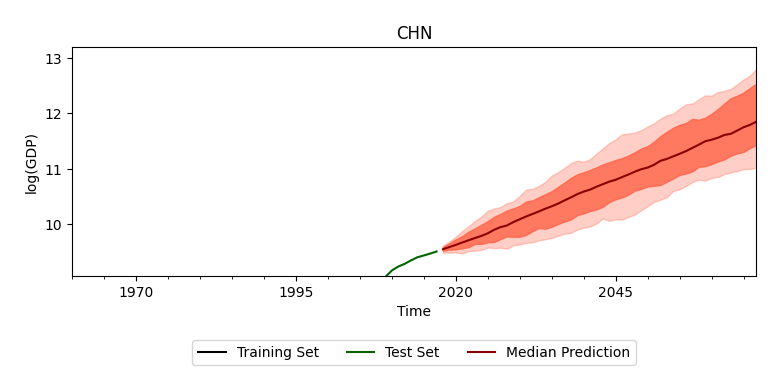 CHN
13
12
11
10
log(GDP)
1970 1995 2020 2045
Time
Training Set Test Set Median Prediction